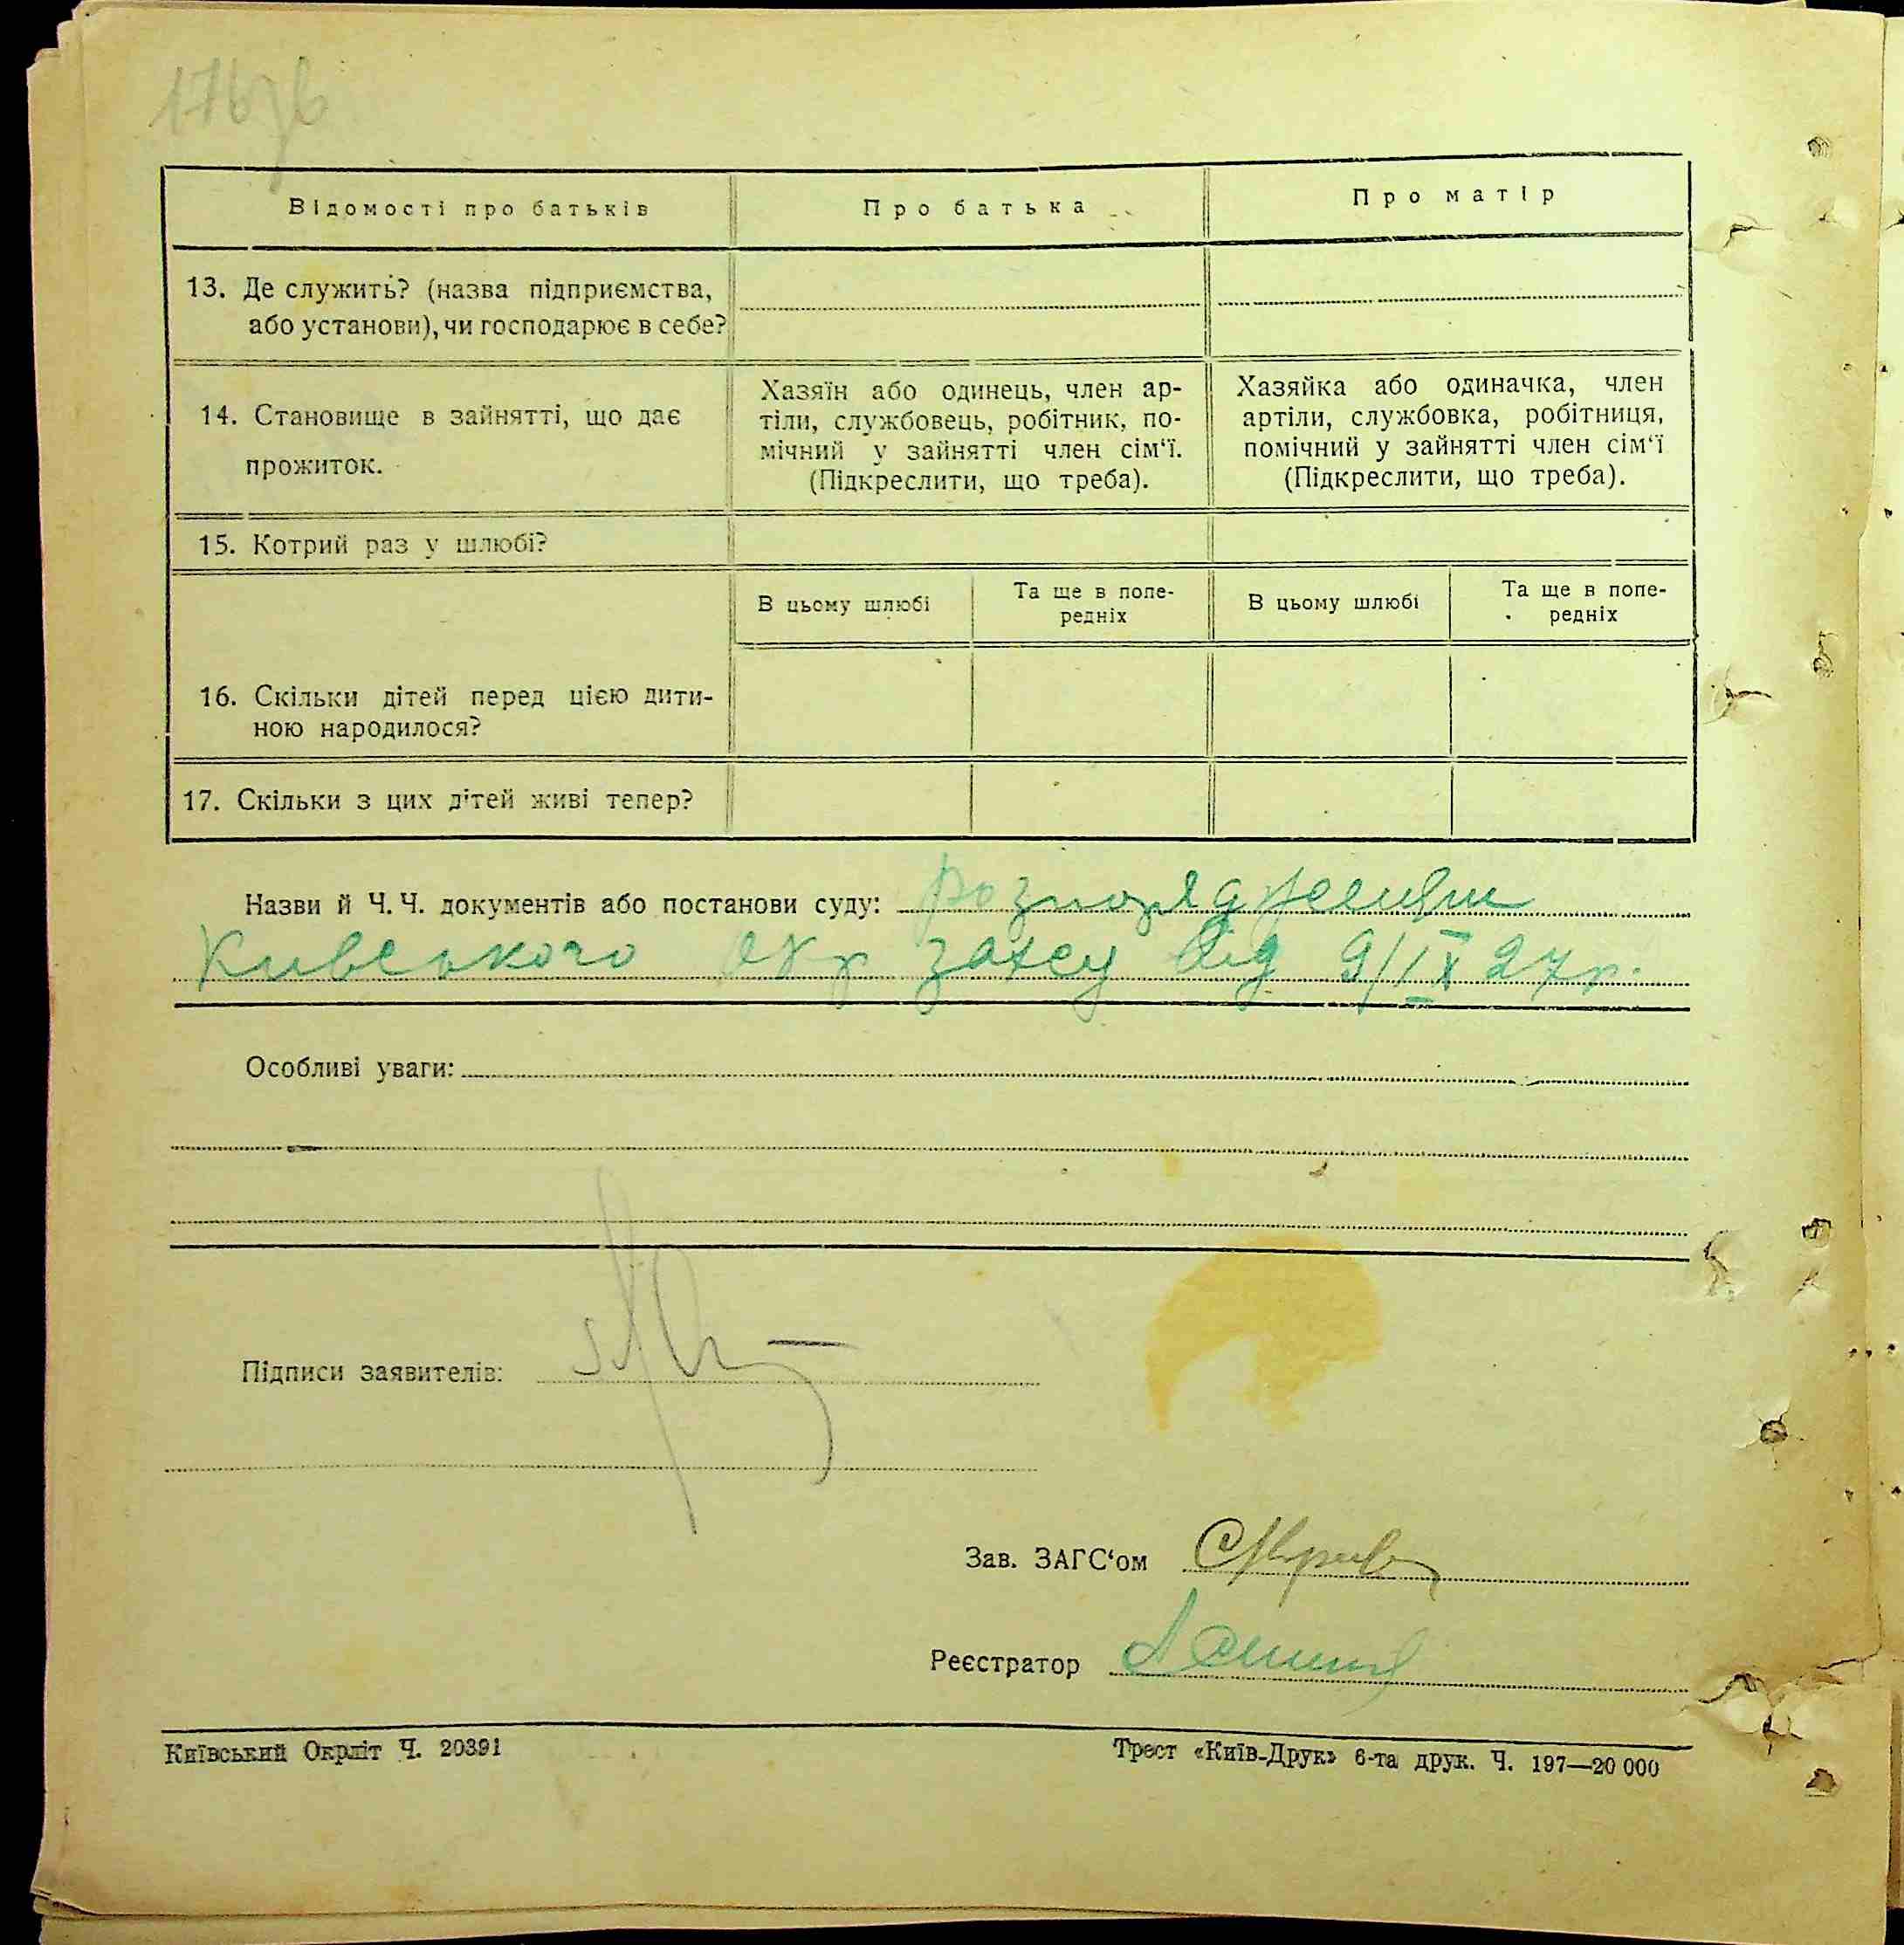 176зв
Відомості про батьків
Про батька
Про матір
13. Де служить? (назва підприємства,
або установи), чи господарює в себе?
14. Становище в зайнятті, що дає
прожиток.
Хазяїн або одинець, член ар-
тіли, службовець, робітник, по-
мічний у зайнятті член сім‘ї.
(Підкреслити, що треба).
Хазяйка або одиначка, член
артіли, службовка, робітниця,
помічний у зайнятті член сім‘ї
(Підкреслити, що треба).
15. Котрий раз у шлюбі?
В цьому шлюбі
Та ще в попе-
редніх
В цьому шлюбі
Та ще в попе-
редніх
16. Скільки дітей перед цією дити-
ною народилося?
17. Скільки з цих дітей живі тепер?
Назви й Ч. Ч. документів або постанови суду: розпорядження
Київського окр загсу від 9/IX 27р.
Особливі уваги:
Підписи заявителів:
Зав. ЗАГС‘ом
Реєстратор
Київський Окрліт Ч. 20391
Трест «Київ-Друк» 6-та друк. Ч. 197—20 000